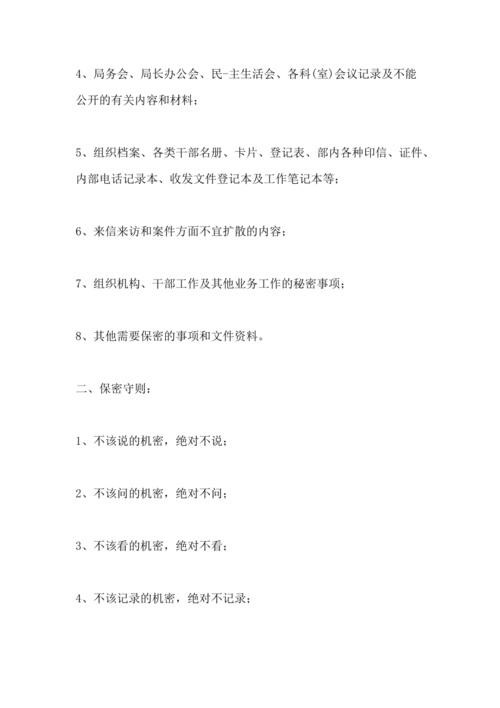 4、局务会、局长办公会、民-主生活会、各科(室)会议记录及不能
公开的有关内容和材料;
5、组织档案、各类干部名册、卡片、登记表、部内各种印信、证件、
内部电话记录本、收发文件登记本及工作笔记本等;
6、来信来访和案件方面不宜扩散的内容;
7、组织机构、干部工作及其他业务工作的秘密事项;
8、其他需要保密的事项和文件资料。
二、保密守则:
1、不该说的机密，绝对不说;
2、不该问的机密，绝对不问;
3、不该看的机密，绝对不看;
4、不该记录的机密，绝对不记录;